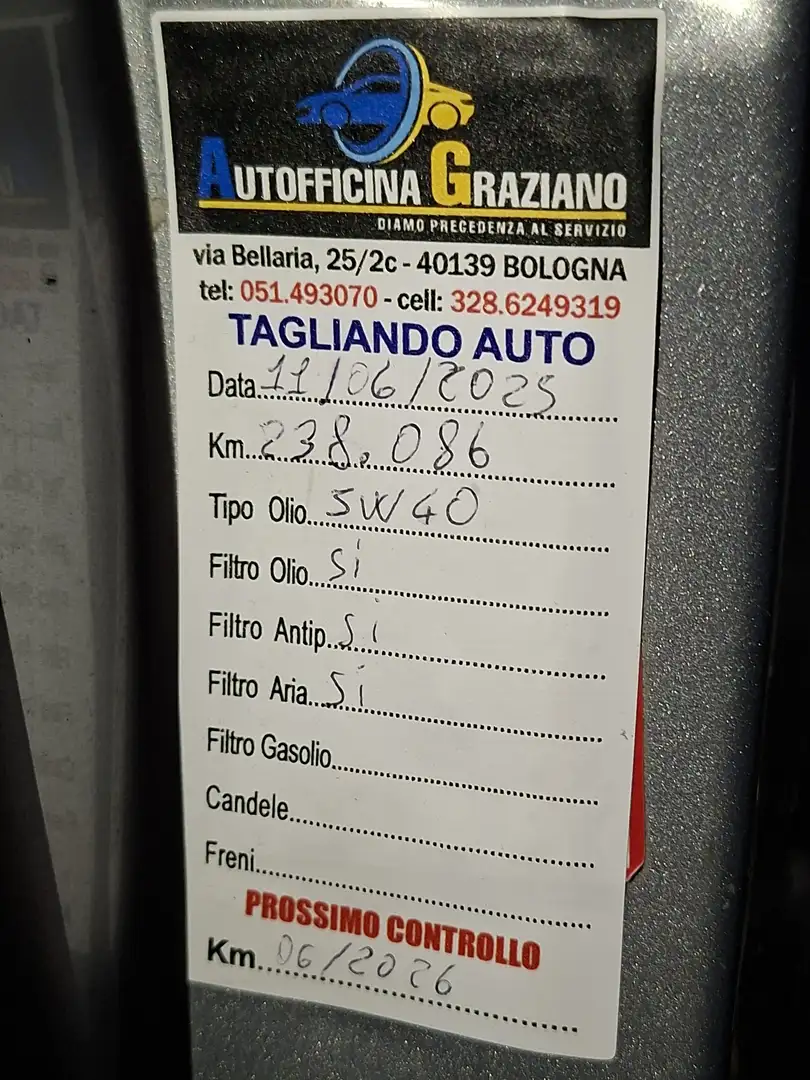 AUTOFFICINA GRAZIANO
DIAMO PRECEDENZA AL SERVIZIO
via Bellaria, 25/2c - 40139 BOLOGNA
tel: 051.493070 - cell: 328.6249319
TAGLIANDO AUTO
Data 11/06/2025
Km 238.086
Tipo Olio 5W40
Filtro Olio Si
Filtro Antip. Si
Filtro Aria Si
Filtro Gasolio
Candele
Freni
PROSSIMO CONTROLLO
Km 06/2026